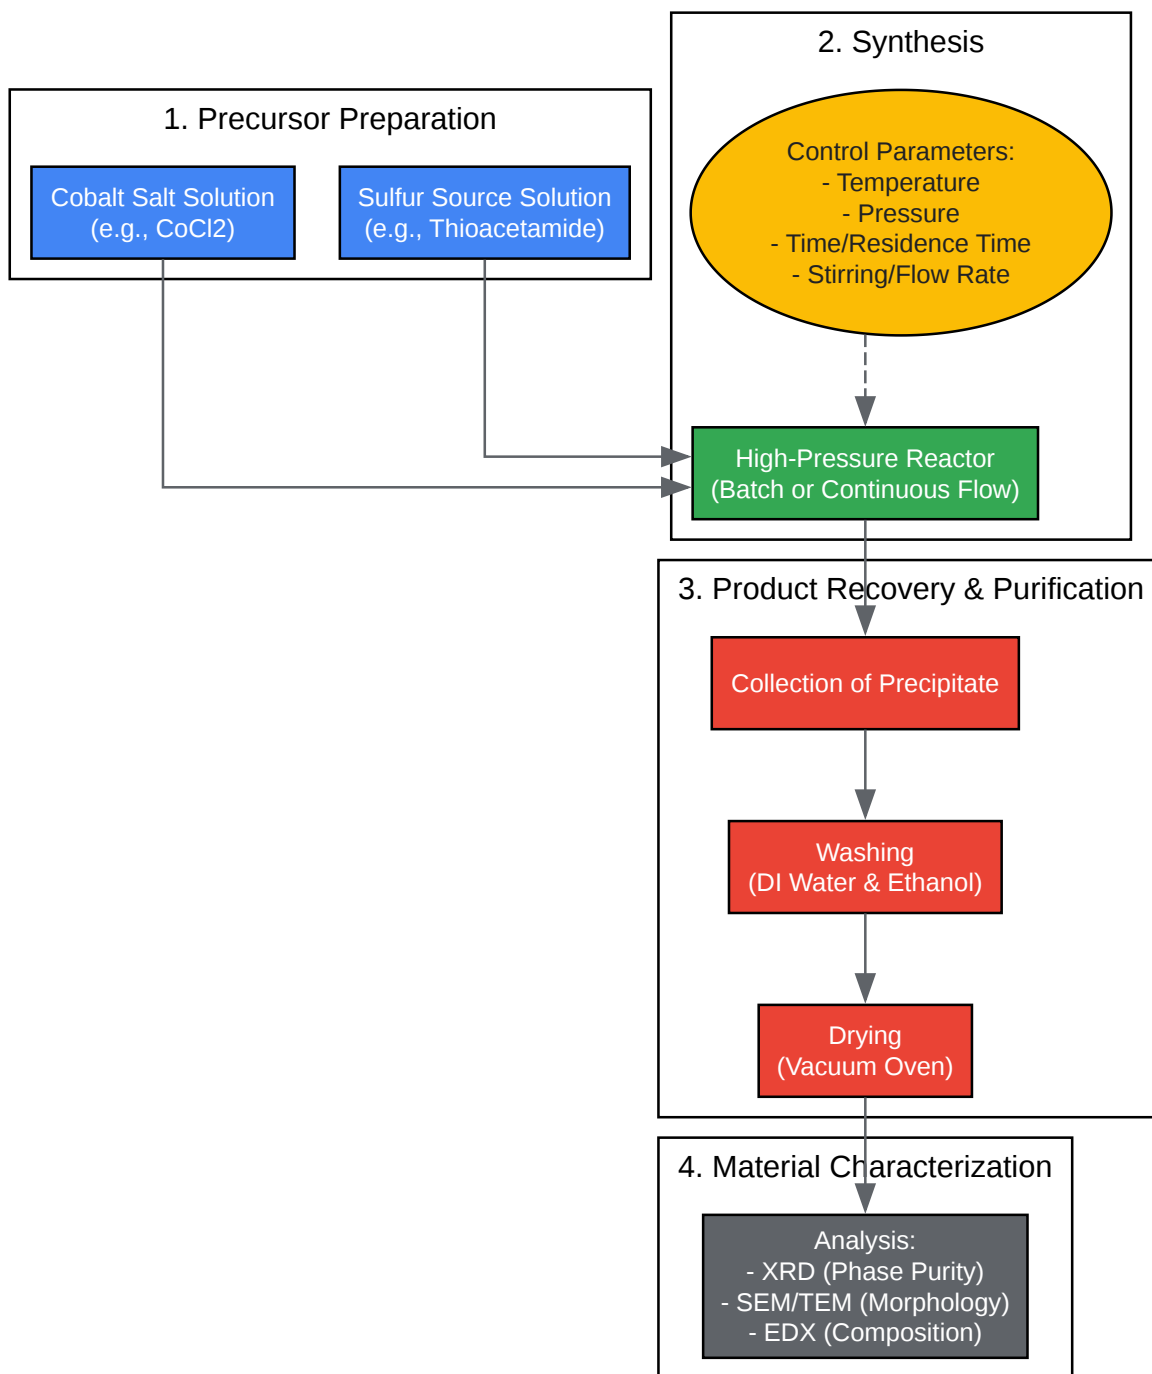 1. Precursor Preparation
Cobalt Salt Solution
(e.g., CoCl2)
Sulfur Source Solution
(e.g., Thioacetamide)
2. Synthesis
Control Parameters:
- Temperature
- Pressure
- Time/Residence Time
- Stirring/Flow Rate
High-Pressure Reactor
(Batch or Continuous Flow)
3. Product Recovery & Purification
Collection of Precipitate
Washing
(DI Water & Ethanol)
Drying
(Vacuum Oven)
4. Material Characterization
Analysis:
- XRD (Phase Purity)
- SEM/TEM (Morphology)
- EDX (Composition)